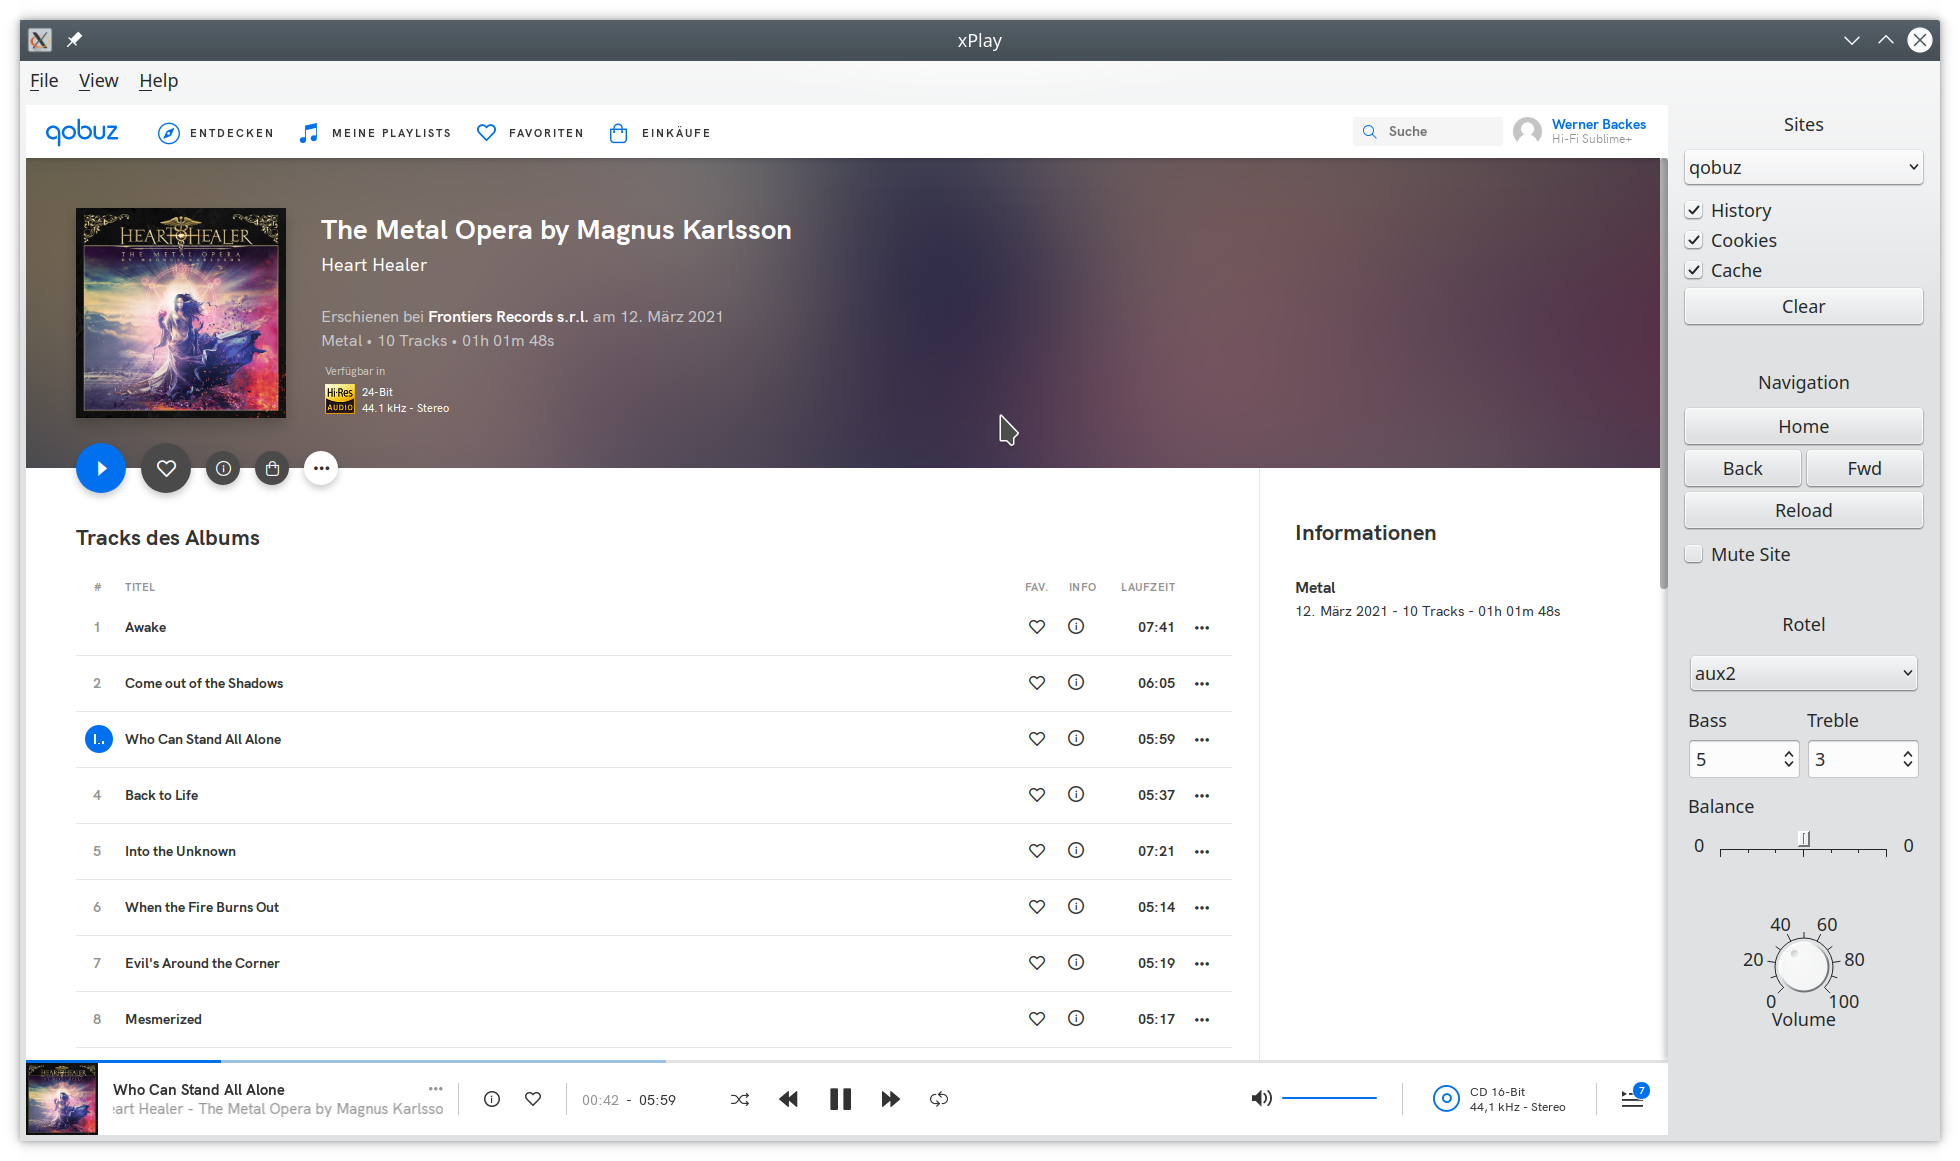 xPlay
File View Help
qobuz ENTDECKEN MEINE PLAYLISTS FAVORITEN EINKÄUFE Suche Werner Backes
Hi-Fi Sublime+
HEART HEALER
THE METAL OPERA
BY MAGNUS KARLSSON
The Metal Opera by Magnus Karlsson
Heart Healer
Erschienen bei Frontiers Records s.r.l. am 12. März 2021
Metal • 10 Tracks • 01h 01m 48s
Verfügbar in
Hi-Res AUDIO
24-Bit
44.1 kHz - Stereo
Tracks des Albums
# TITEL FAV. INFO LAUFZEIT
1 Awake 07:41
2 Come out of the Shadows 06:05
Who Can Stand All Alone 05:59
4 Back to Life 05:37
5 Into the Unknown 07:21
6 When the Fire Burns Out 05:14
7 Evil's Around the Corner 05:19
8 Mesmerized 05:17
Informationen
Metal
12. März 2021 - 10 Tracks - 01h 01m 48s
HEART HEALER
Who Can Stand All Alone
eart Healer - The Metal Opera by Magnus Karlsso
00:42 - 05:59
CD 16-Bit
44,1 kHz - Stereo
7
Sites
qobuz
History
Cookies
Cache
Clear
Navigation
Home
Back Fwd
Reload
Mute Site
Rotel
aux2
Bass Treble
5 3
Balance
0 0
40 60
20 80
0 100
Volume